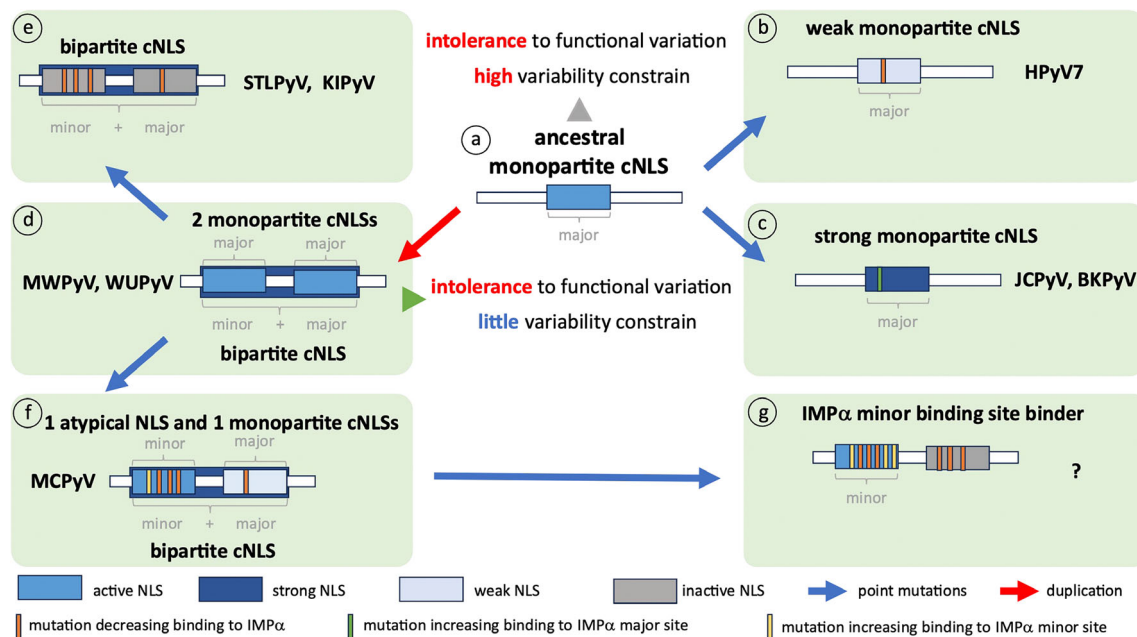 e
bipartite cNLS
STLPyV, KIPyV
minor + major
intolerance to functional variation
high variability constrain
a
ancestral
monopartite cNLS
major
b
weak monopartite cNLS
HPyV7
major
c
strong monopartite cNLS
JCPyV, BKPyV
major
d
2 monopartite cNLSs
major major
MWPyV, WUPyV
minor + major
bipartite cNLS
intolerance to functional variation
little variability constrain
f
1 atypical NLS and 1 monopartite cNLSs
minor major
MCPyV
minor + major
bipartite cNLS
g
IMPα minor binding site binder
minor
?
active NLS strong NLS weak NLS inactive NLS point mutations duplication
mutation decreasing binding to IMPα mutation increasing binding to IMPα major site mutation increasing binding to IMPα minor site